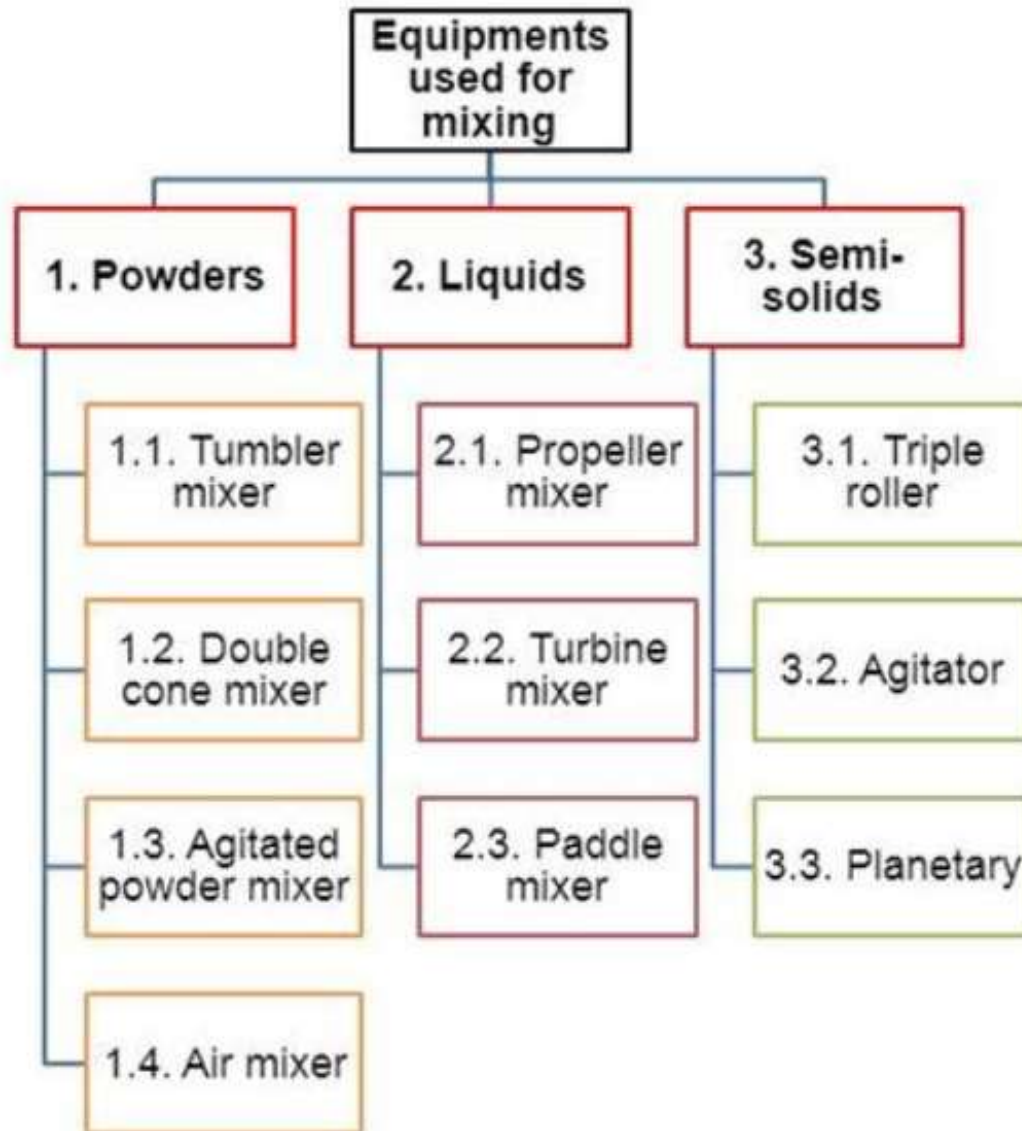 Equipments
used for
mixing
1. Powders
2. Liquids
3. Semi-
solids
1.1. Tumbler
mixer
1.2. Double
cone mixer
1.3. Agitated
powder mixer
1.4. Air mixer
2.1. Propeller
mixer
2.2. Turbine
mixer
2.3. Paddle
mixer
3.1. Triple
roller
3.2. Agitator
3.3. Planetary